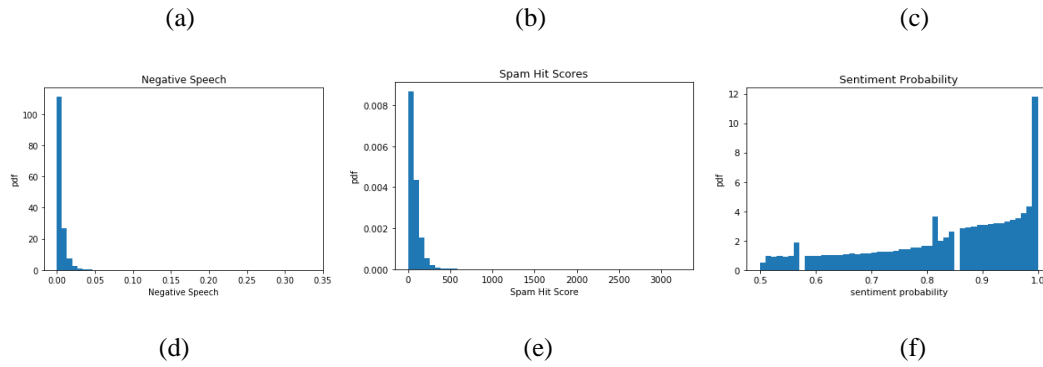 (a) (b) (c)
Negative Speech
100
80
60
40
20
0
pdf
0.00 0.05 0.10 0.15 0.20 0.25 0.30 0.35
Negative Speech
Spam Hit Scores
0.008
0.006
0.004
0.002
0.000
pdf
0 500 1000 1500 2000 2500 3000
Spam Hit Score
Sentiment Probability
12
10
8
6
4
2
0
pdf
0.5 0.6 0.7 0.8 0.9 1.0
sentiment probability
(d) (e) (f)